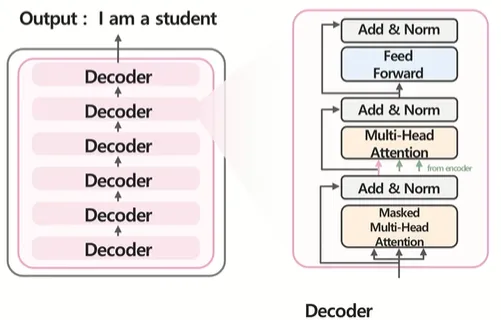 Output : I am a student
Decoder
Decoder
Decoder
Decoder
Decoder
Decoder
Add & Norm
Feed
Forward
Add & Norm
Multi-Head
Attention
from encoder
Add & Norm
Masked
Multi-Head
Attention
Decoder